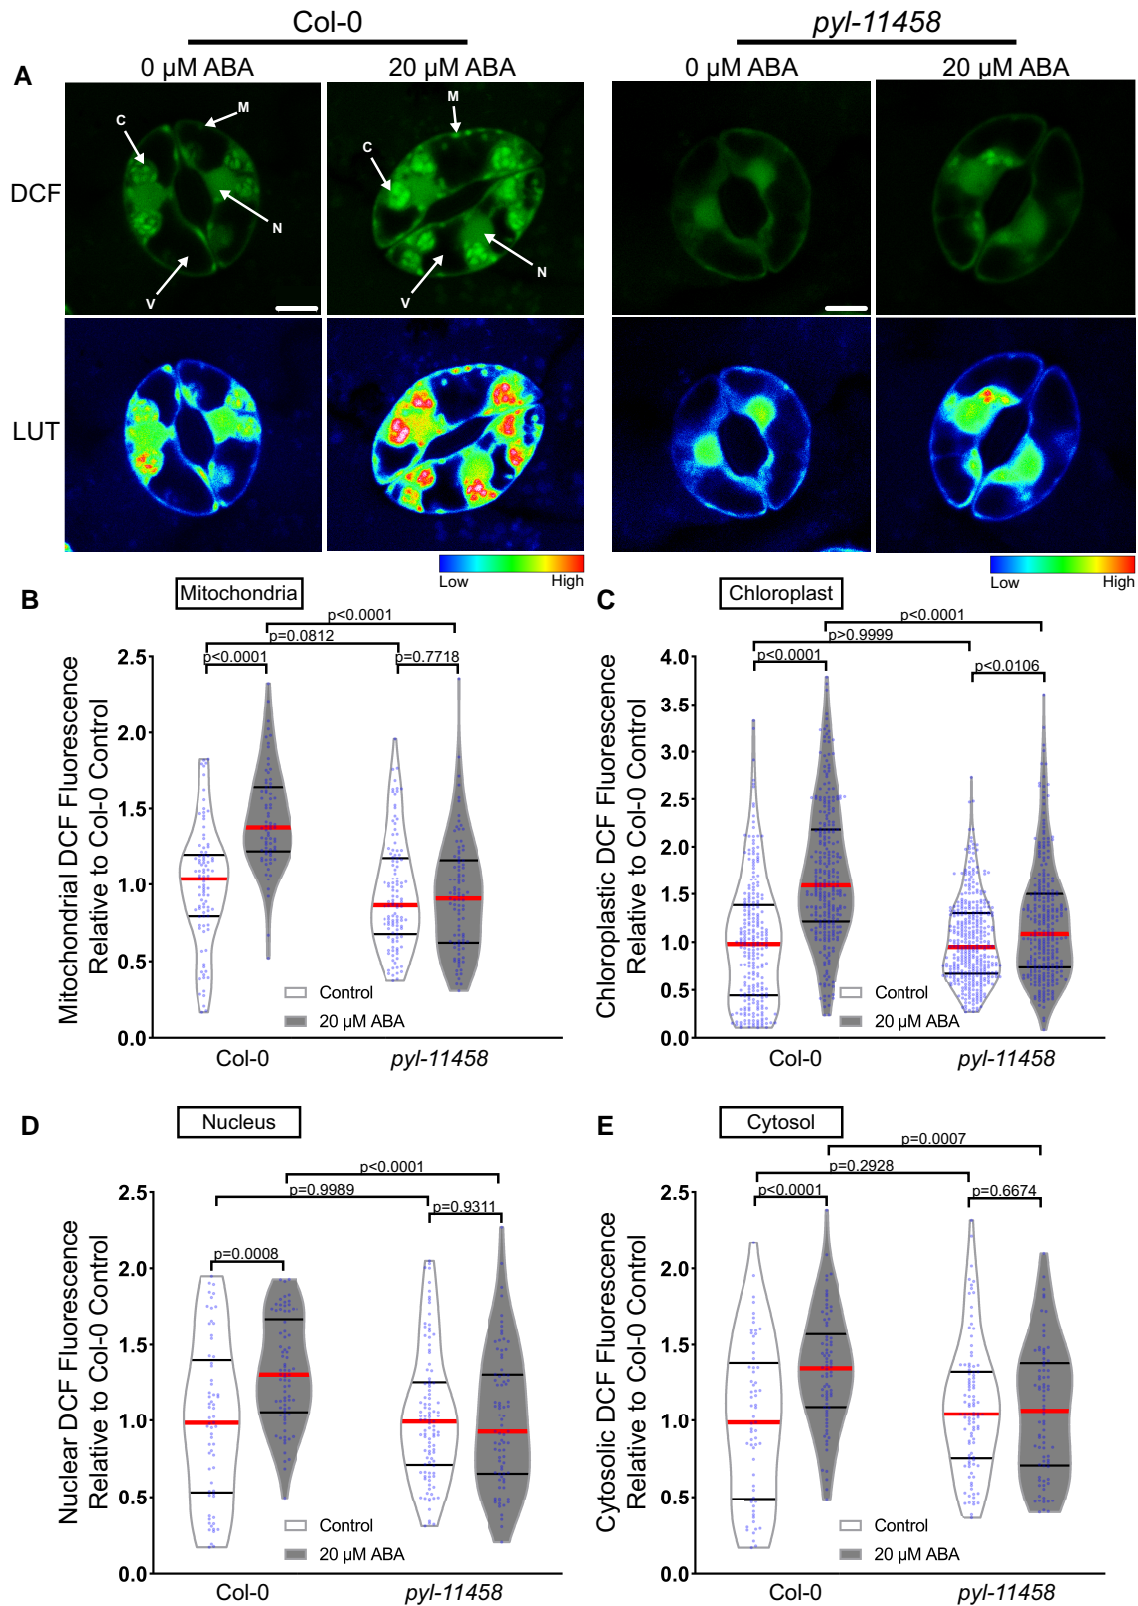 Col-0
pyl-11458
A
0 µM ABA
20 µM ABA
0 µM ABA
20 µM ABA
DCF
C
M
N
V
M
C
N
V
LUT
Low
High
Low
High
B
Mitochondria
p<0.0001
p=0.0812
p<0.0001
p=0.7718
Mitochondrial DCF Fluorescence
Relative to Col-0 Control
2.5
2.0
1.5
1.0
0.5
0.0
Control
20 µM ABA
Col-0
pyl-11458
C
Chloroplast
p<0.0001
p>0.9999
p<0.0001
p<0.0106
Chloroplastic DCF Fluorescence
Relative to Col-0 Control
4.0
3.5
3.0
2.5
2.0
1.5
1.0
0.5
0.0
Control
20 µM ABA
Col-0
pyl-11458
D
Nucleus
p<0.0001
p=0.9989
p=0.9311
p=0.0008
Nuclear DCF Fluorescence
Relative to Col-0 Control
2.5
2.0
1.5
1.0
0.5
0.0
Control
20 µM ABA
Col-0
pyl-11458
E
Cytosol
p=0.0007
p=0.2928
p<0.0001
p=0.6674
Cytosolic DCF Fluorescence
Relative to Col-0 Control
2.5
2.0
1.5
1.0
0.5
0.0
Control
20 µM ABA
Col-0
pyl-11458